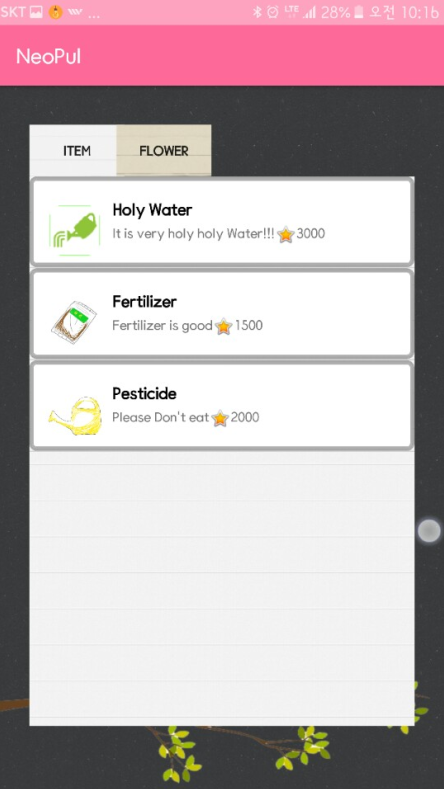 SKT ... LTE 28% 오전 10:16
NeoPul
ITEM FLOWER
Holy Water
It is very holy holy Water!!! 3000
Fertilizer
Fertilizer is good 1500
Pesticide
Please Don't eat 2000